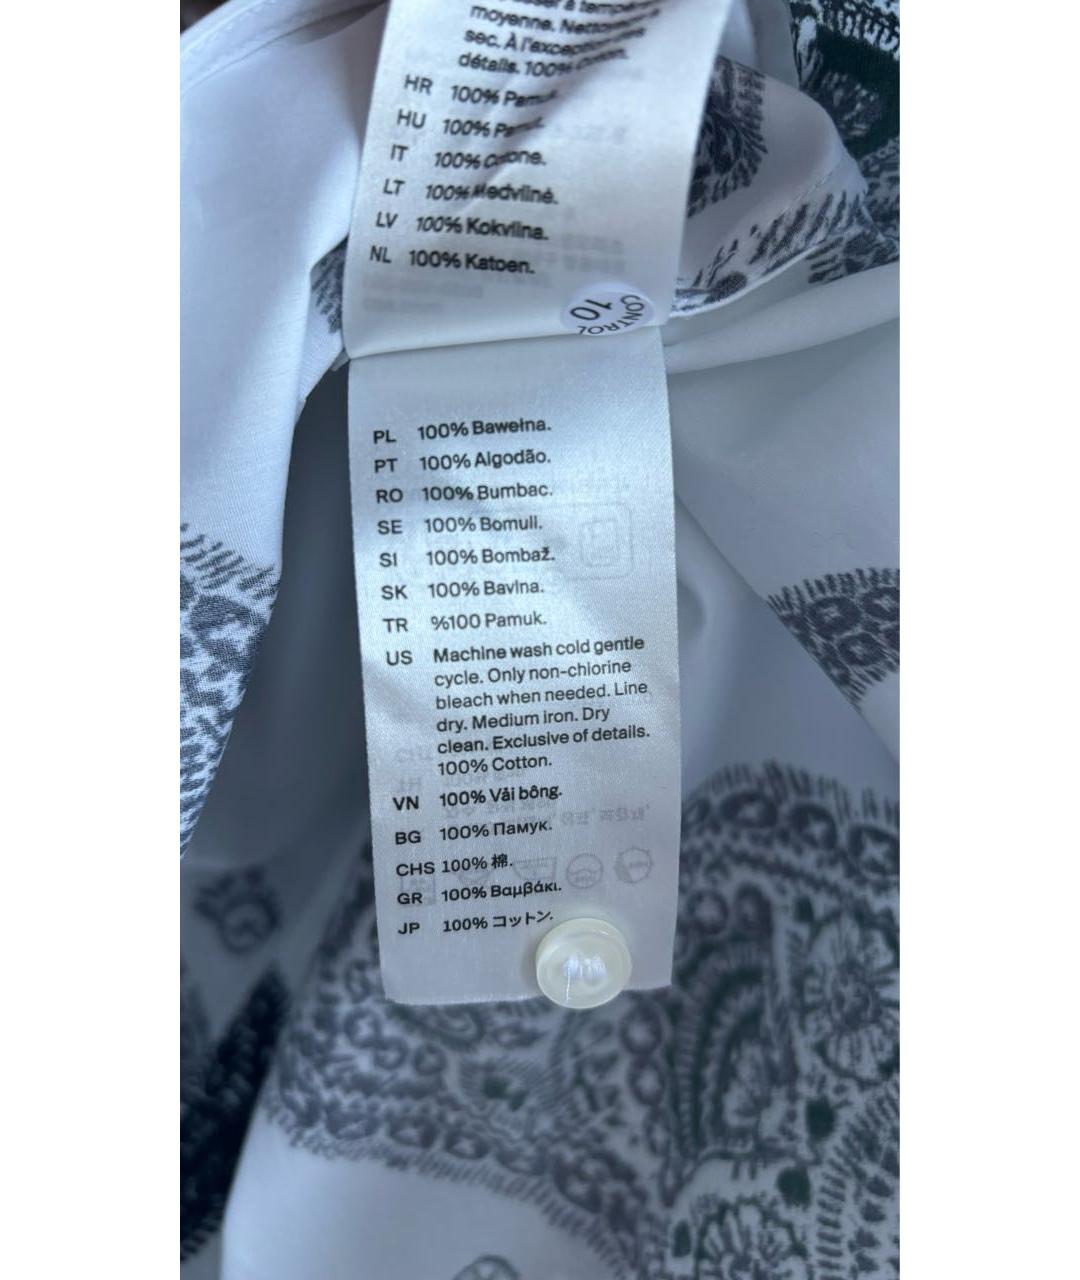 moyenne.
sec. À l'exception
détails. 100% Coton.
HR 100% Pamuk.
HU 100% Pamut.
IT 100% Cotone.
LT 100% Medvilnė.
LV 100% Kokvilna.
NL 100% Katoen.
CONTROL
10
PL 100% Bawełna.
PT 100% Algodão.
RO 100% Bumbac.
SE 100% Bomull.
SI 100% Bombaž.
SK 100% Bavlna.
TR %100 Pamuk.
US Machine wash cold gentle
cycle. Only non-chlorine
bleach when needed. Line
dry. Medium iron. Dry
clean. Exclusive of details.
100% Cotton.
VN 100% Vải bông.
BG 100% Памук.
CHS 100% 棉.
GR 100% Βαμβάκι.
JP 100% コットン.